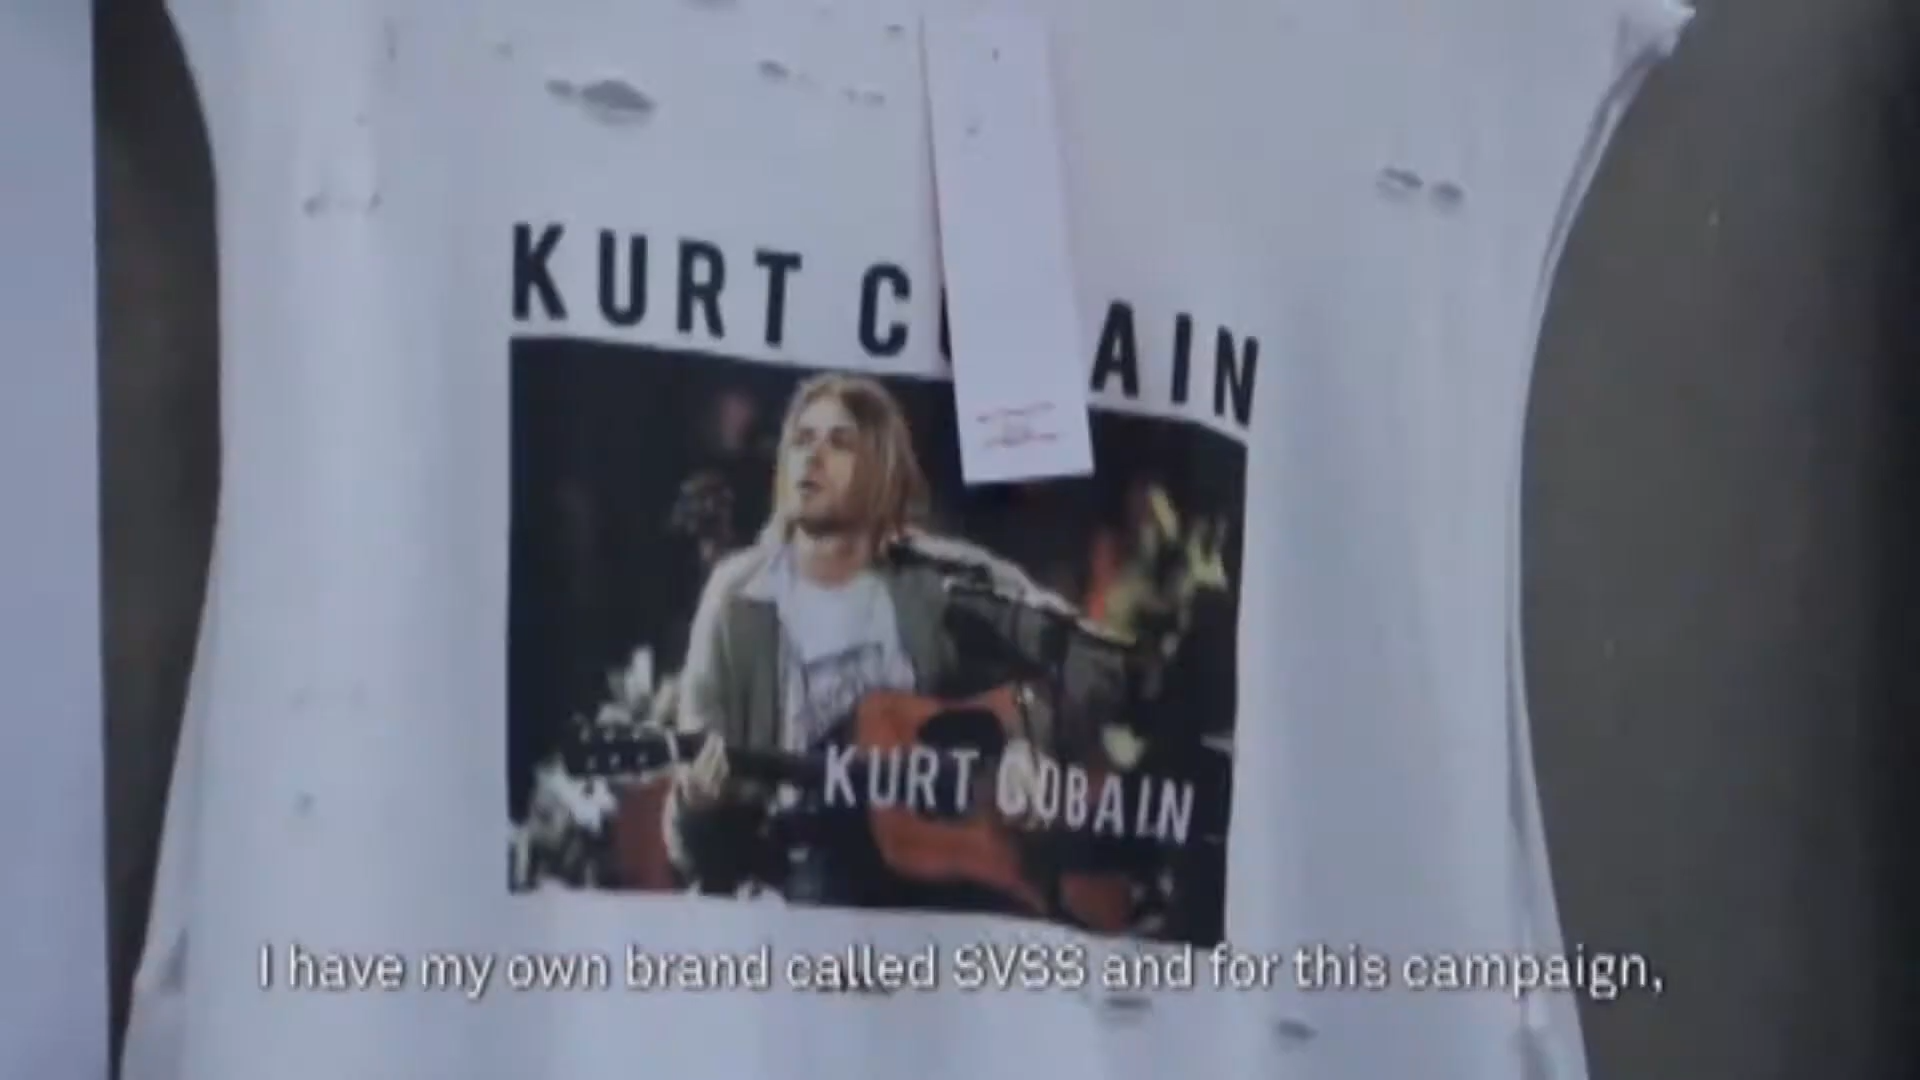 KURT C AIN
KURT COBAIN
I have my own brand called SVSS and for this campaign,